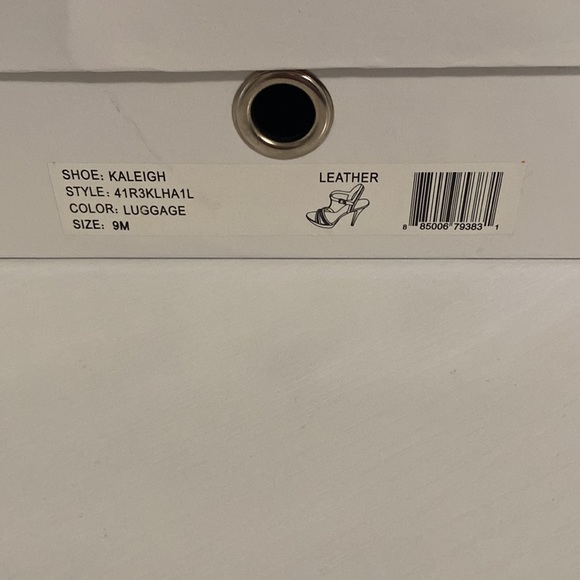 SHOE: KALEIGH
STYLE: 41R3KLHA1L
COLOR: LUGGAGE
SIZE: 9M
LEATHER
8 85006 79383 1